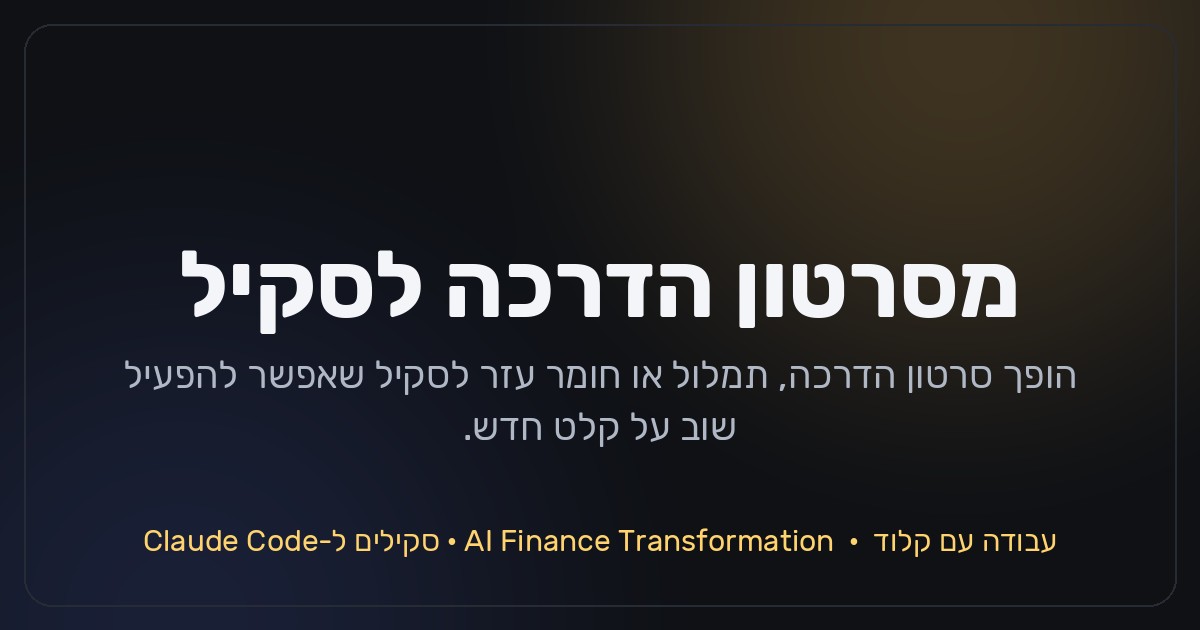 מסרטון הדרכה לסקיל
הופך סרטון הדרכה, תמלול או חומר עזר לסקיל שאפשר להפעיל
שוב על קלט חדש.
עבודה עם קלוד • AI Finance Transformation • סקילים ל-Claude Code